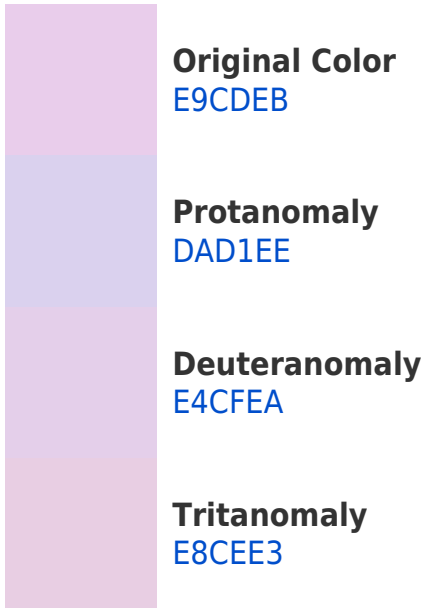 Original Color
E9CDEB
Protanomaly
DAD1EE
Deuteranomaly
E4CFEA
Tritanomaly
E8CEE3